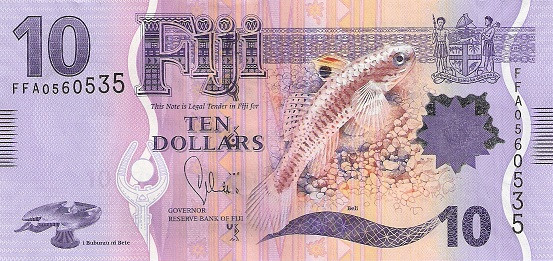 10
FFA0560535
Fiji
This Note is Legal Tender in Fiji for
TEN
DOLLARS
GOVERNOR
RESERVE BANK OF FIJI
i Buburau ni Bete
Beli
10
FFA0560535